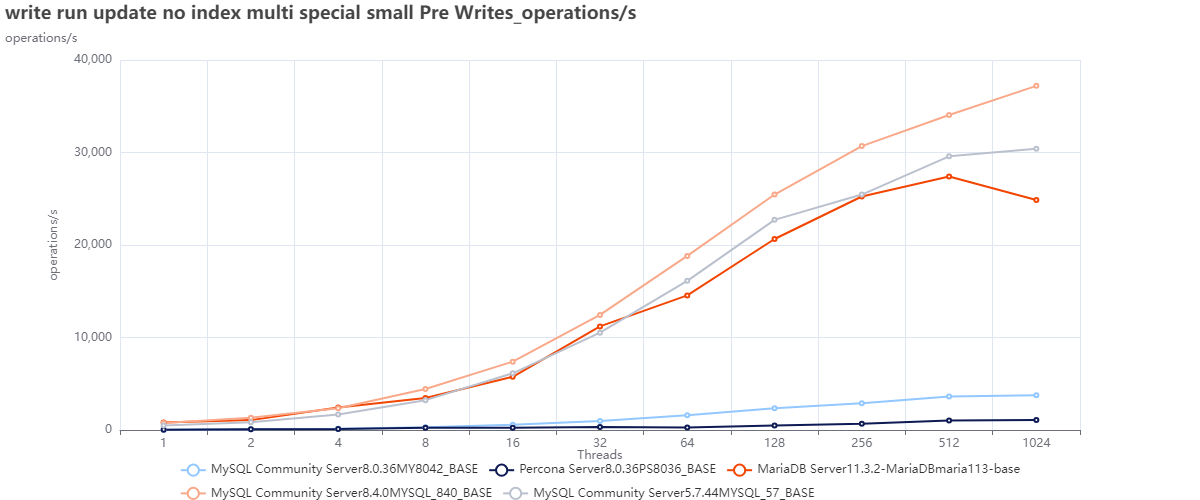 write run update no index multi special small Pre Writes_operations/s
operations/s
40,000
30,000
20,000
10,000
0
operations/s
1 2 4 8 16 32 64 128 256 512 1024
Threads
MySQL Community Server8.0.36MY8042_BASE Percona Server8.0.36PS8036_BASE MariaDB Server11.3.2-MariaDBmaria113-base
MySQL Community Server8.4.0MYSQL_840_BASE MySQL Community Server5.7.44MYSQL_57_BASE